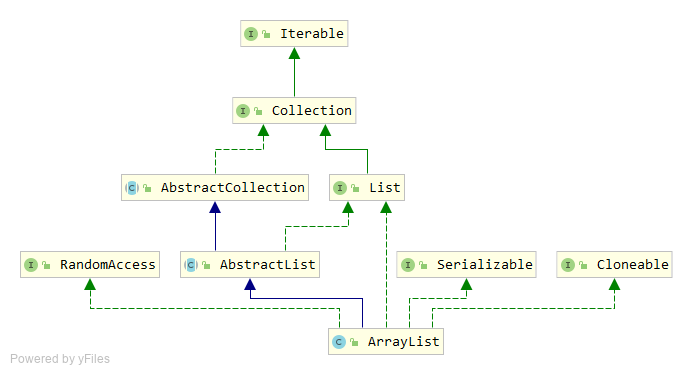 I Iterable
I Collection
C AbstractCollection
I List
I RandomAccess
C AbstractList
I Serializable
I Cloneable
C ArrayList
Powered by yFiles